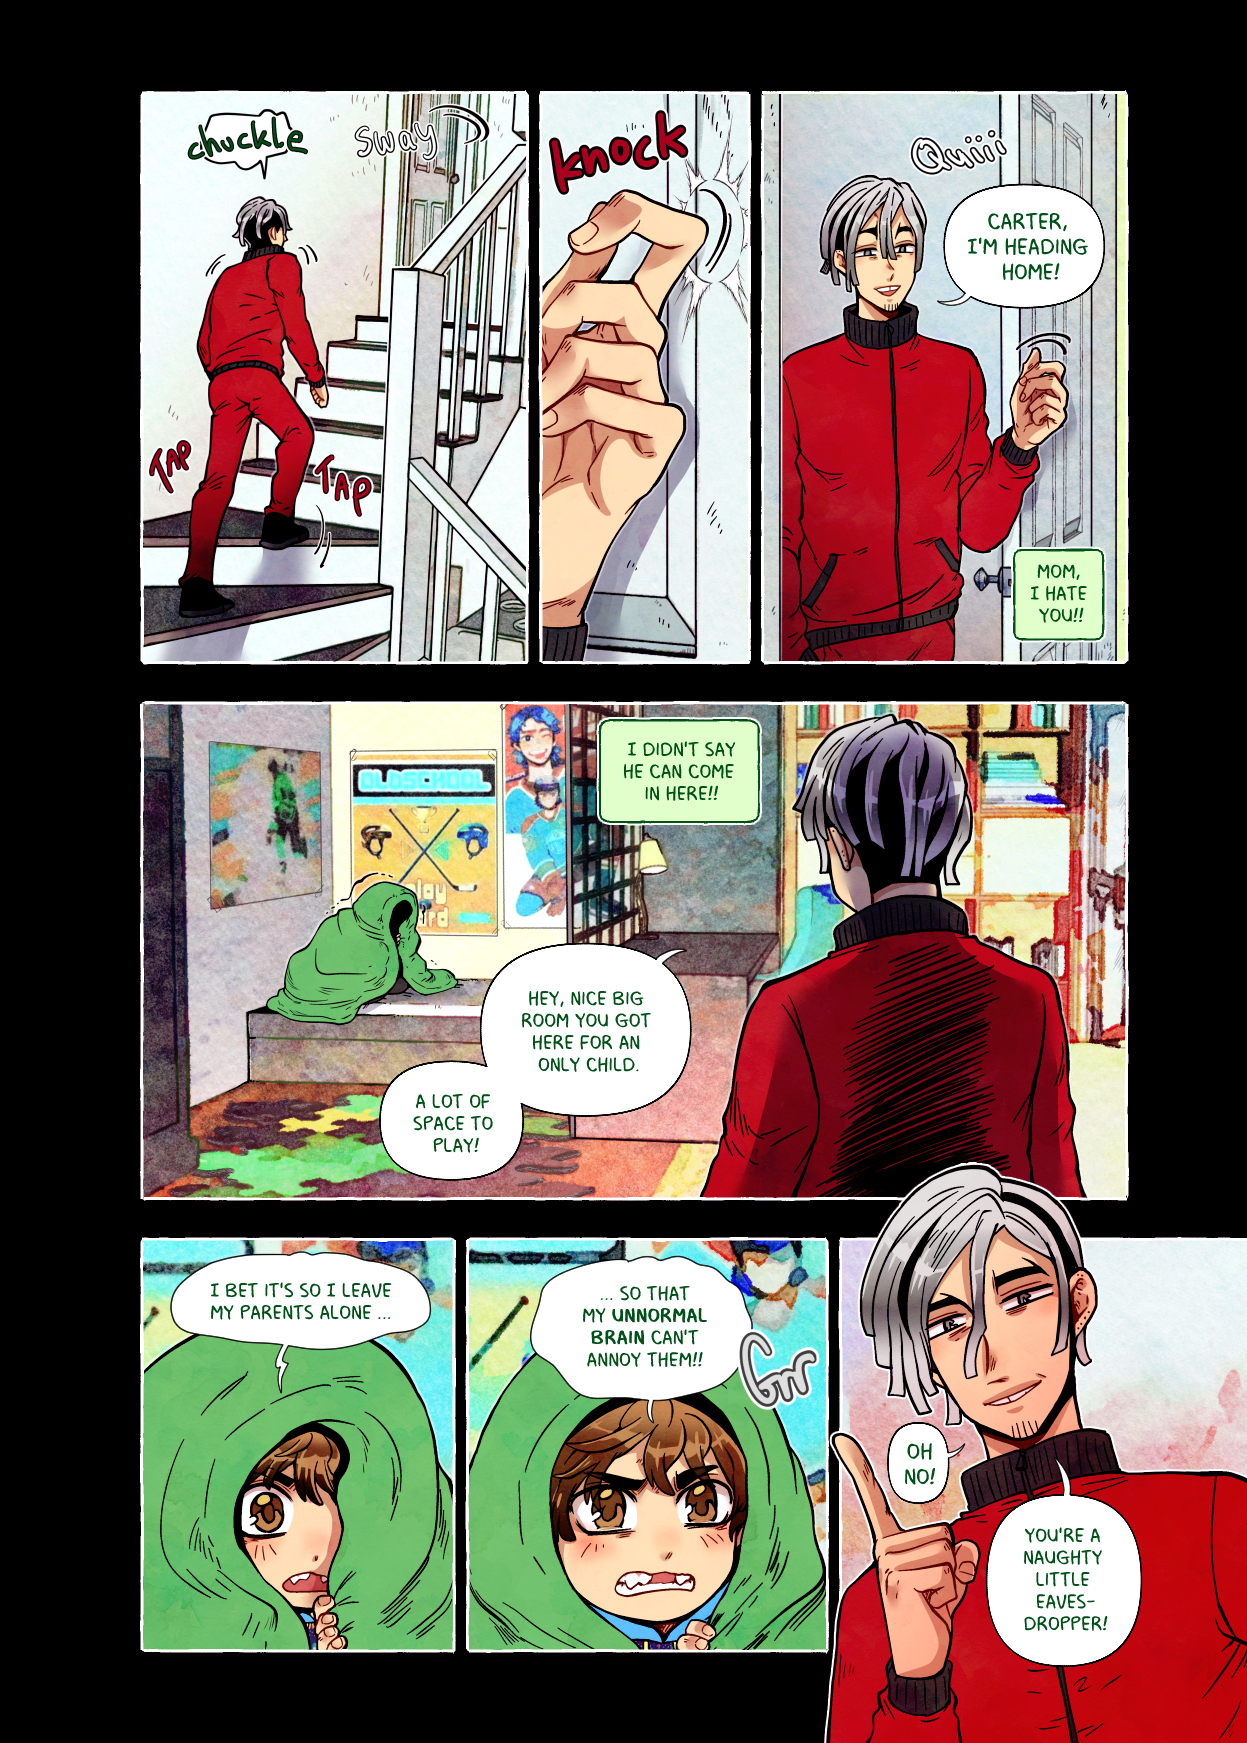 chuckle
Sway
TAP
TAP
knock
Quiii
CARTER,
I'M HEADING
HOME!
MOM,
I HATE
YOU!!
OLDSCHOOL
I DIDN'T SAY
HE CAN COME
IN HERE!!
HEY, NICE BIG
ROOM YOU GOT
HERE FOR AN
ONLY CHILD.
A LOT OF
SPACE TO
PLAY!
I BET IT'S SO I LEAVE
MY PARENTS ALONE ...
... SO THAT
MY UNNORMAL
BRAIN CAN'T
ANNOY THEM!!
Grrr
OH
NO!
YOU'RE A
NAUGHTY
LITTLE
EAVES-
DROPPER!